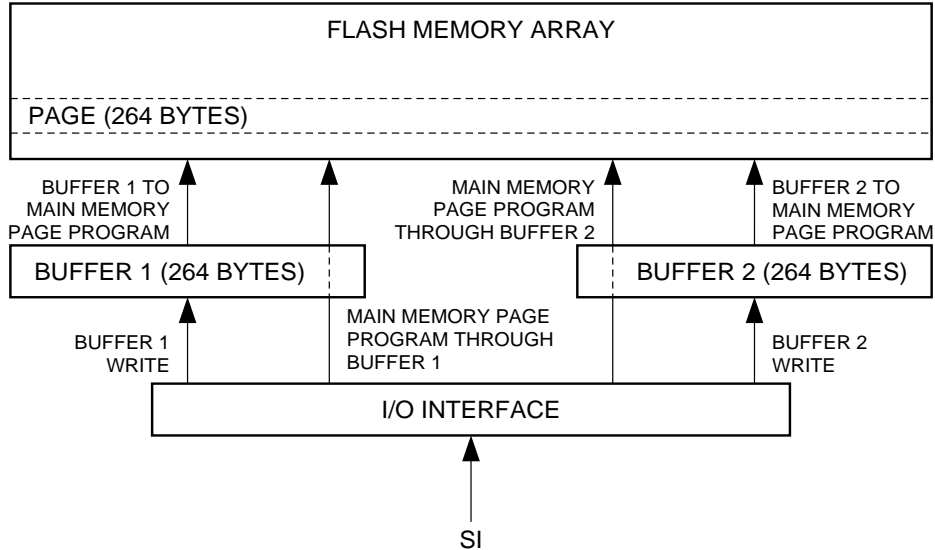 FLASH MEMORY ARRAY
PAGE (264 BYTES)
BUFFER 1 TO
MAIN MEMORY
PAGE PROGRAM
MAIN MEMORY
PAGE PROGRAM
THROUGH BUFFER 2
BUFFER 2 TO
MAIN MEMORY
PAGE PROGRAM
BUFFER 1 (264 BYTES)
BUFFER 2 (264 BYTES)
BUFFER 1
WRITE
MAIN MEMORY PAGE
PROGRAM THROUGH
BUFFER 1
BUFFER 2
WRITE
I/O INTERFACE
SI